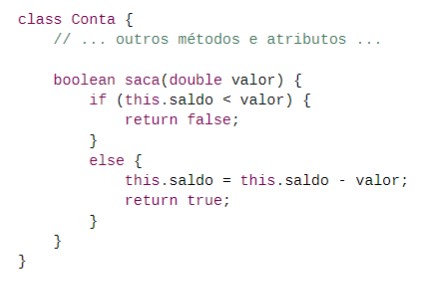 class Conta {
    // ... outros métodos e atributos ...
    boolean saca(double valor) {
        if (this.saldo < valor) {
            return false;
        }
        else {
            this.saldo = this.saldo - valor;
            return true;
        }
    }
}